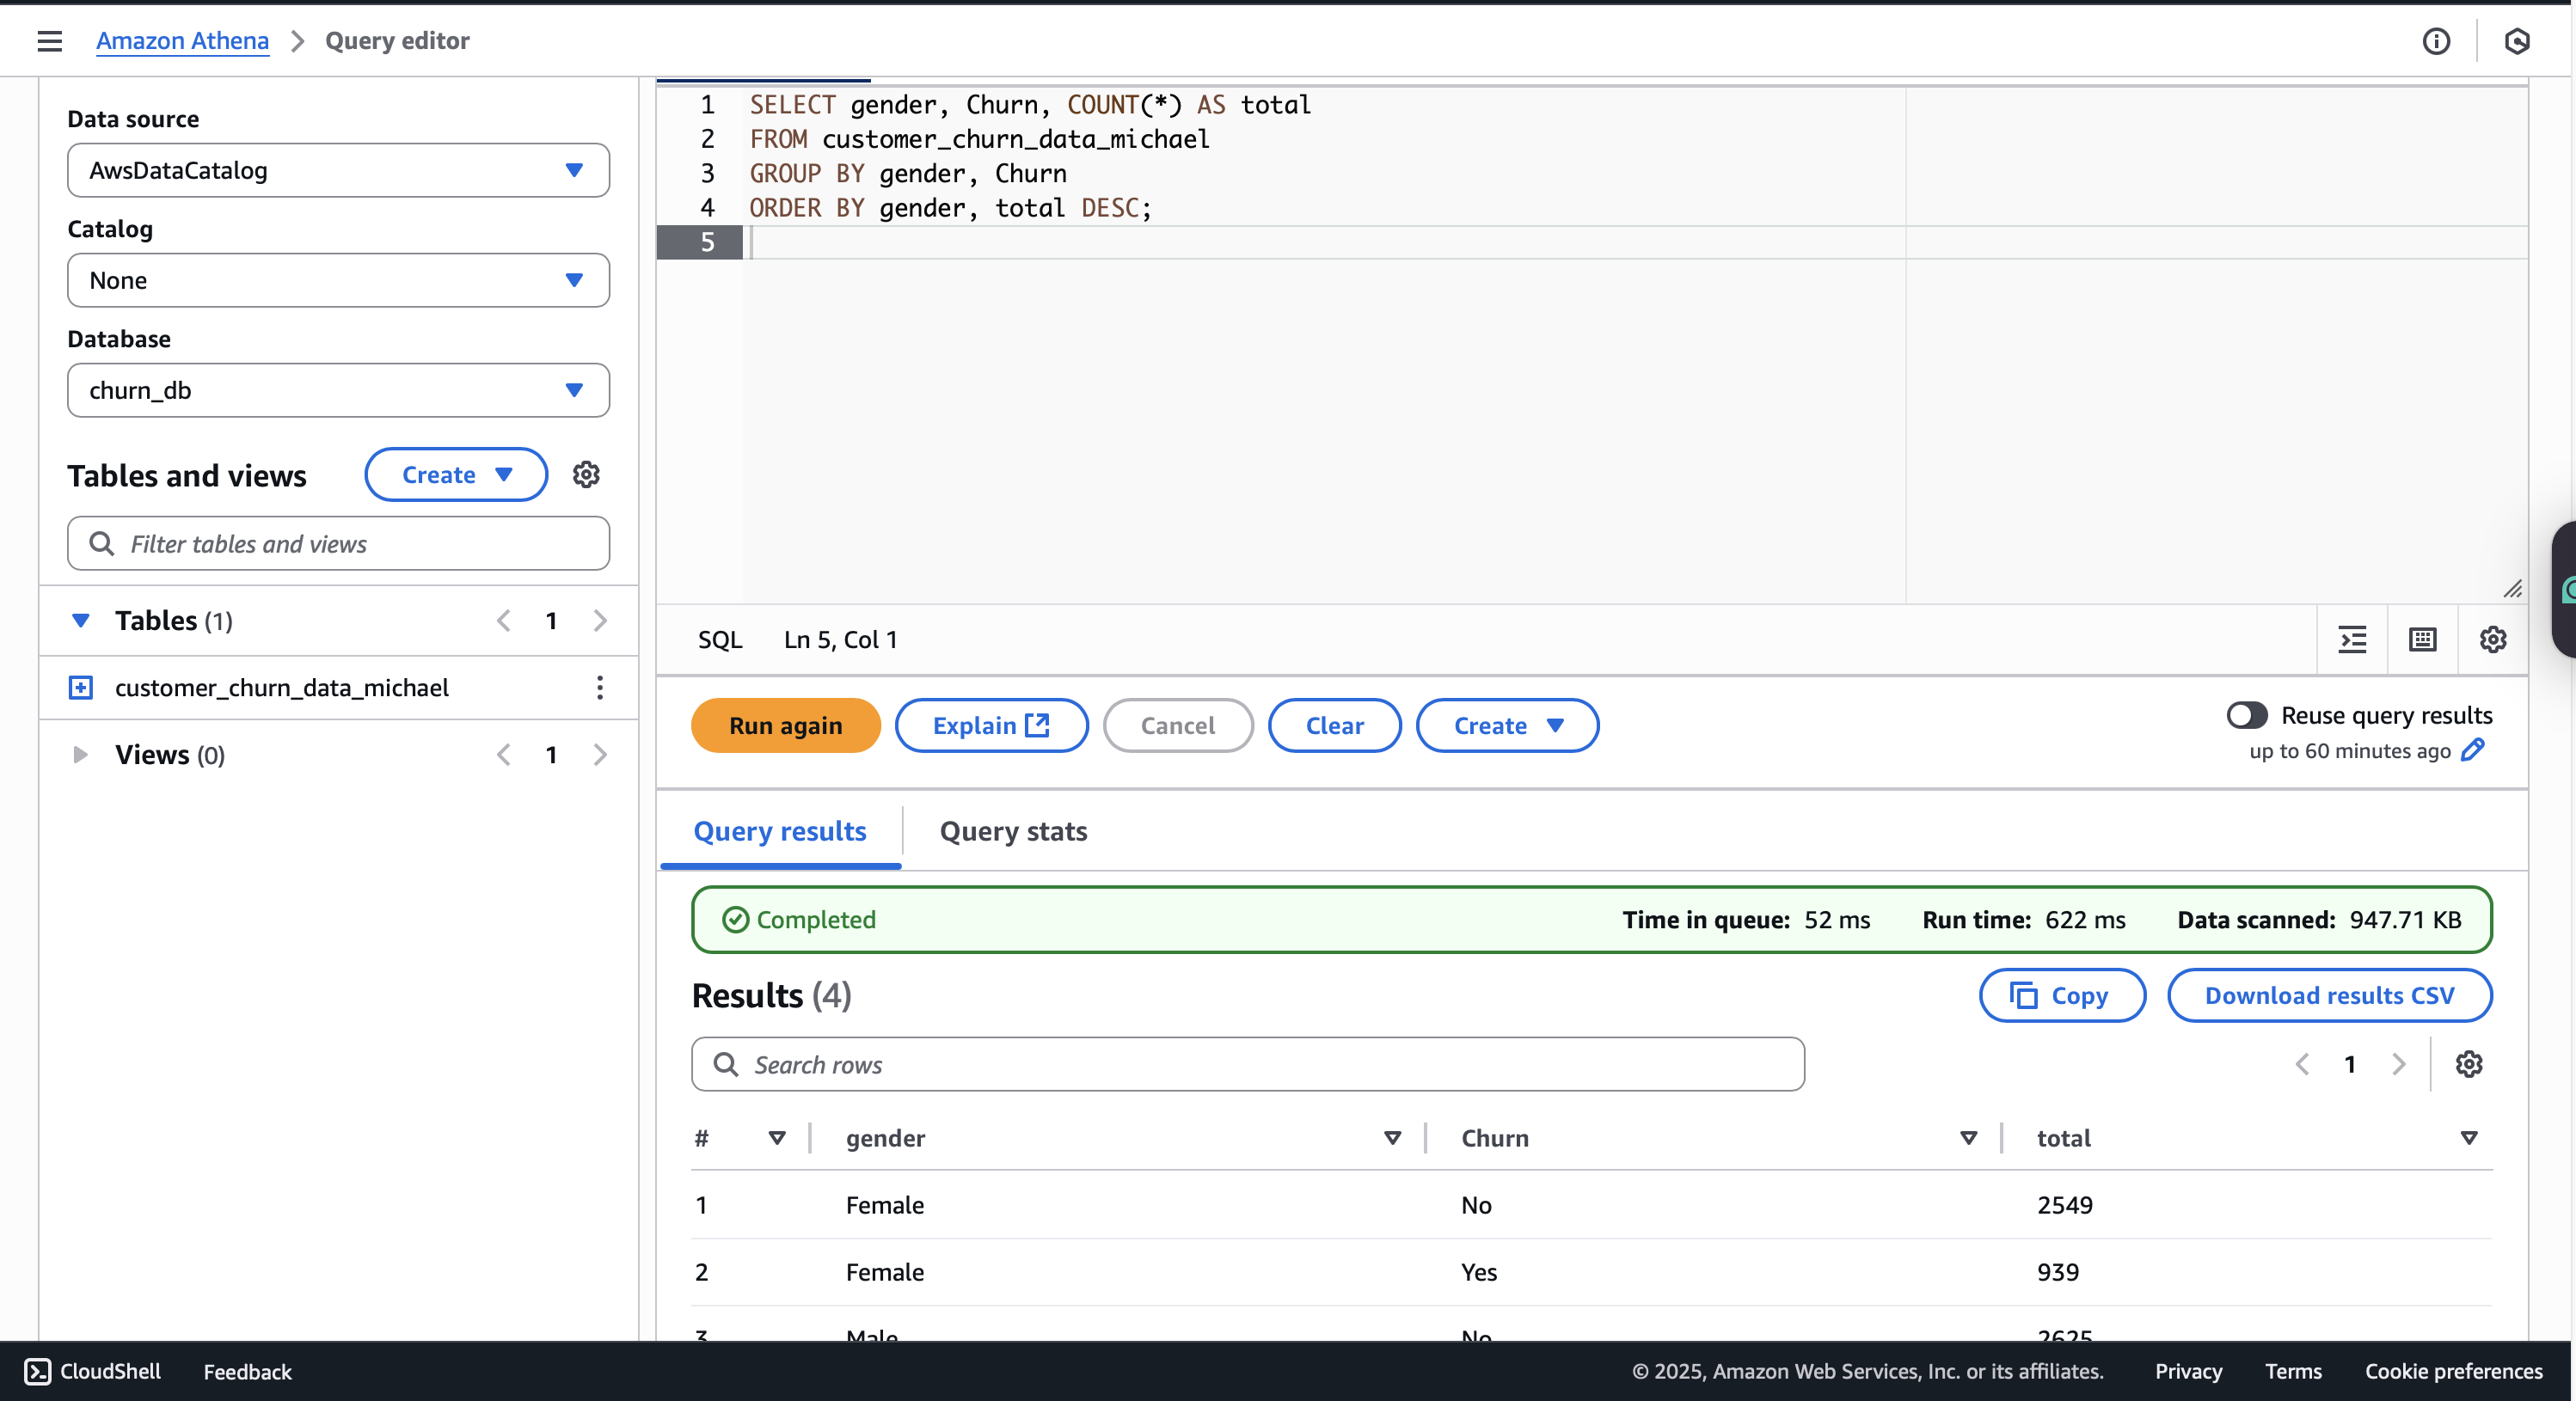 Amazon Athena > Query editor
Data source
AwsDataCatalog
Catalog
None
Database
churn_db
Tables and views
Create
Filter tables and views
Tables (1)
1
customer_churn_data_michael
Views (0)
1
1 SELECT gender, Churn, COUNT(*) AS total
2 FROM customer_churn_data_michael
3 GROUP BY gender, Churn
4 ORDER BY gender, total DESC;
5
SQL Ln 5, Col 1
Run again Explain Cancel Clear Create
Reuse query results
up to 60 minutes ago
Query results Query stats
Completed Time in queue: 52 ms Run time: 622 ms Data scanned: 947.71 KB
Results (4) Copy Download results CSV
Search rows 1
# gender Churn total
1 Female No 2549
2 Female Yes 939
3 Male No 2625
CloudShell Feedback © 2025, Amazon Web Services, Inc. or its affiliates. Privacy Terms Cookie preferences